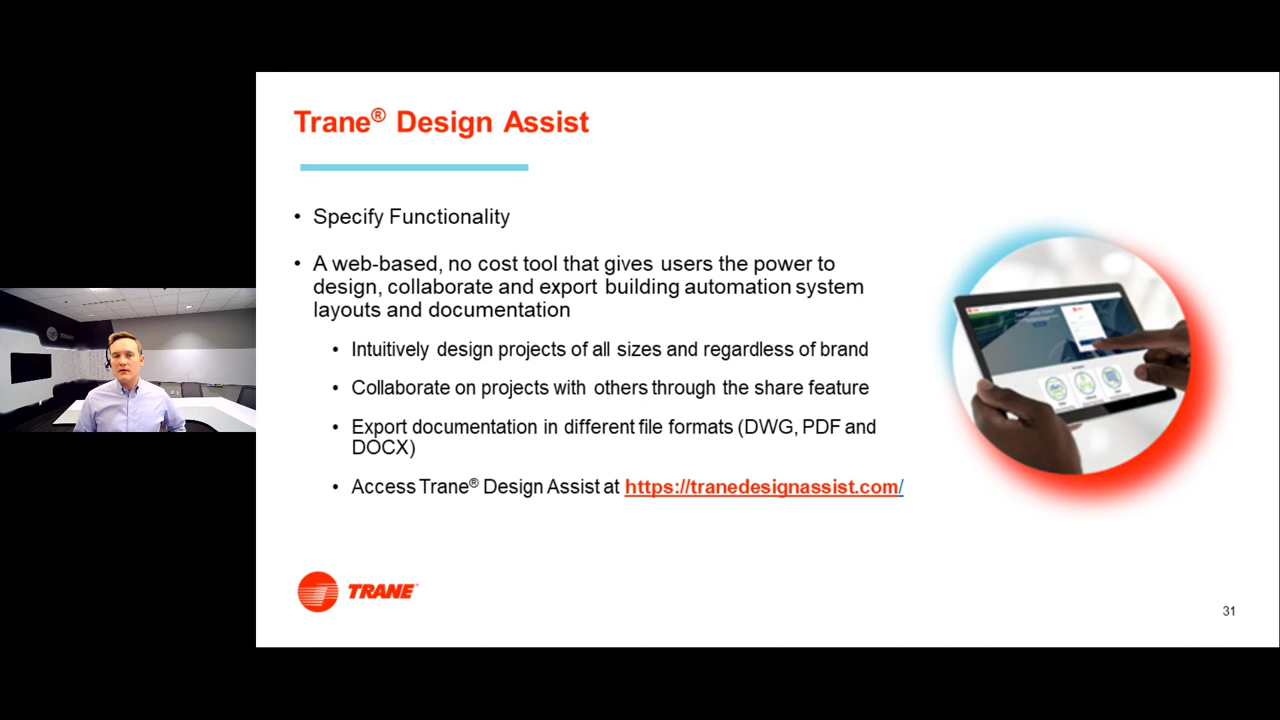 Trane® Design Assist
• Specify Functionality
• A web-based, no cost tool that gives users the power to
design, collaborate and export building automation system
layouts and documentation
• Intuitively design projects of all sizes and regardless of brand
• Collaborate on projects with others through the share feature
• Export documentation in different file formats (DWG, PDF and
DOCX)
• Access Trane® Design Assist at https://tranedesignassist.com/
TRANE
TRANE
31